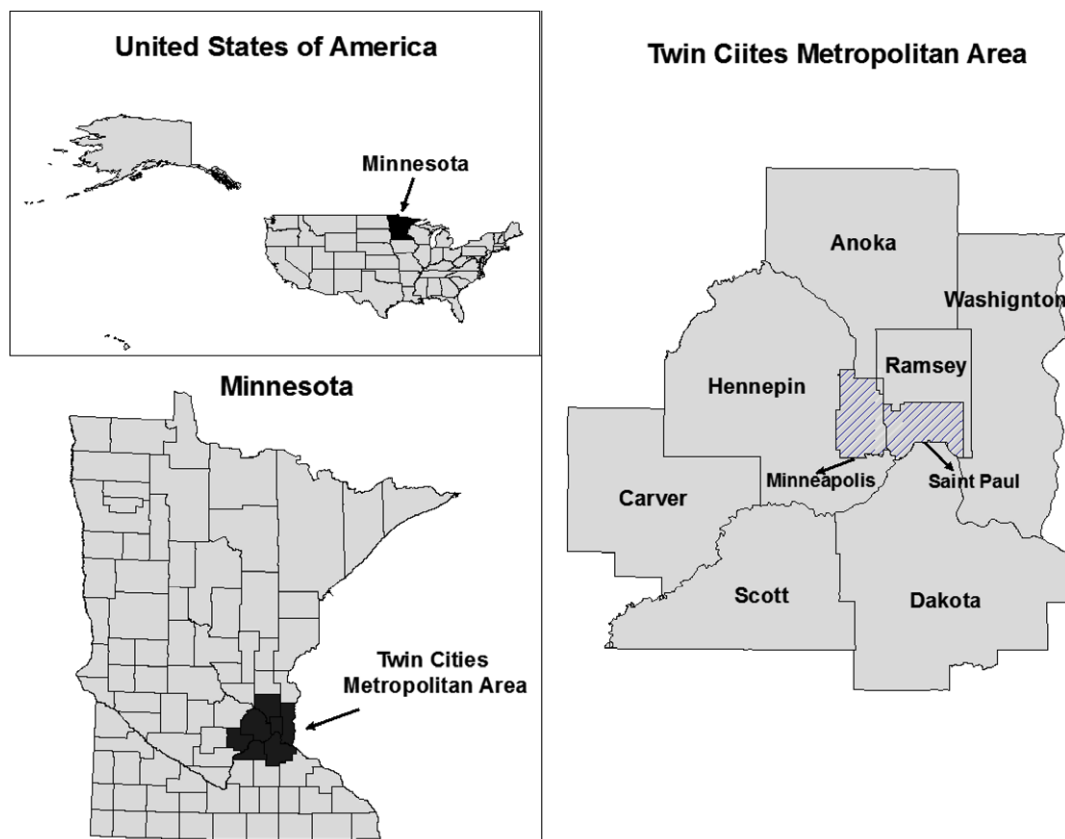 United States of America
Minnesota
Minnesota
Twin Cities
Metropolitan Area
Twin Ciites Metropolitan Area
Anoka
Washignton
Ramsey
Hennepin
Minneapolis
Saint Paul
Carver
Scott
Dakota